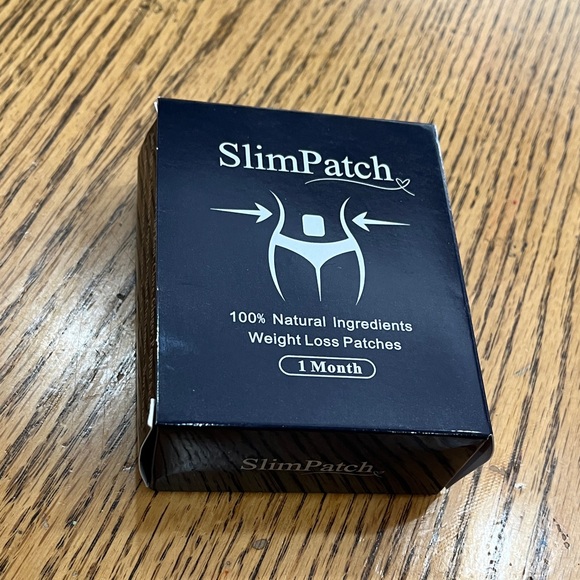 SlimPatch
100% Natural Ingredients
Weight Loss Patches
1 Month
SlimPatch